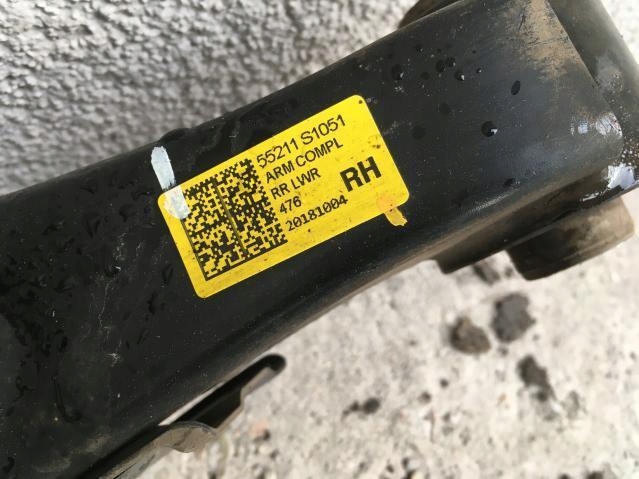 55211 S1051
ARM COMPL
RR LWR
476
20181004
RH